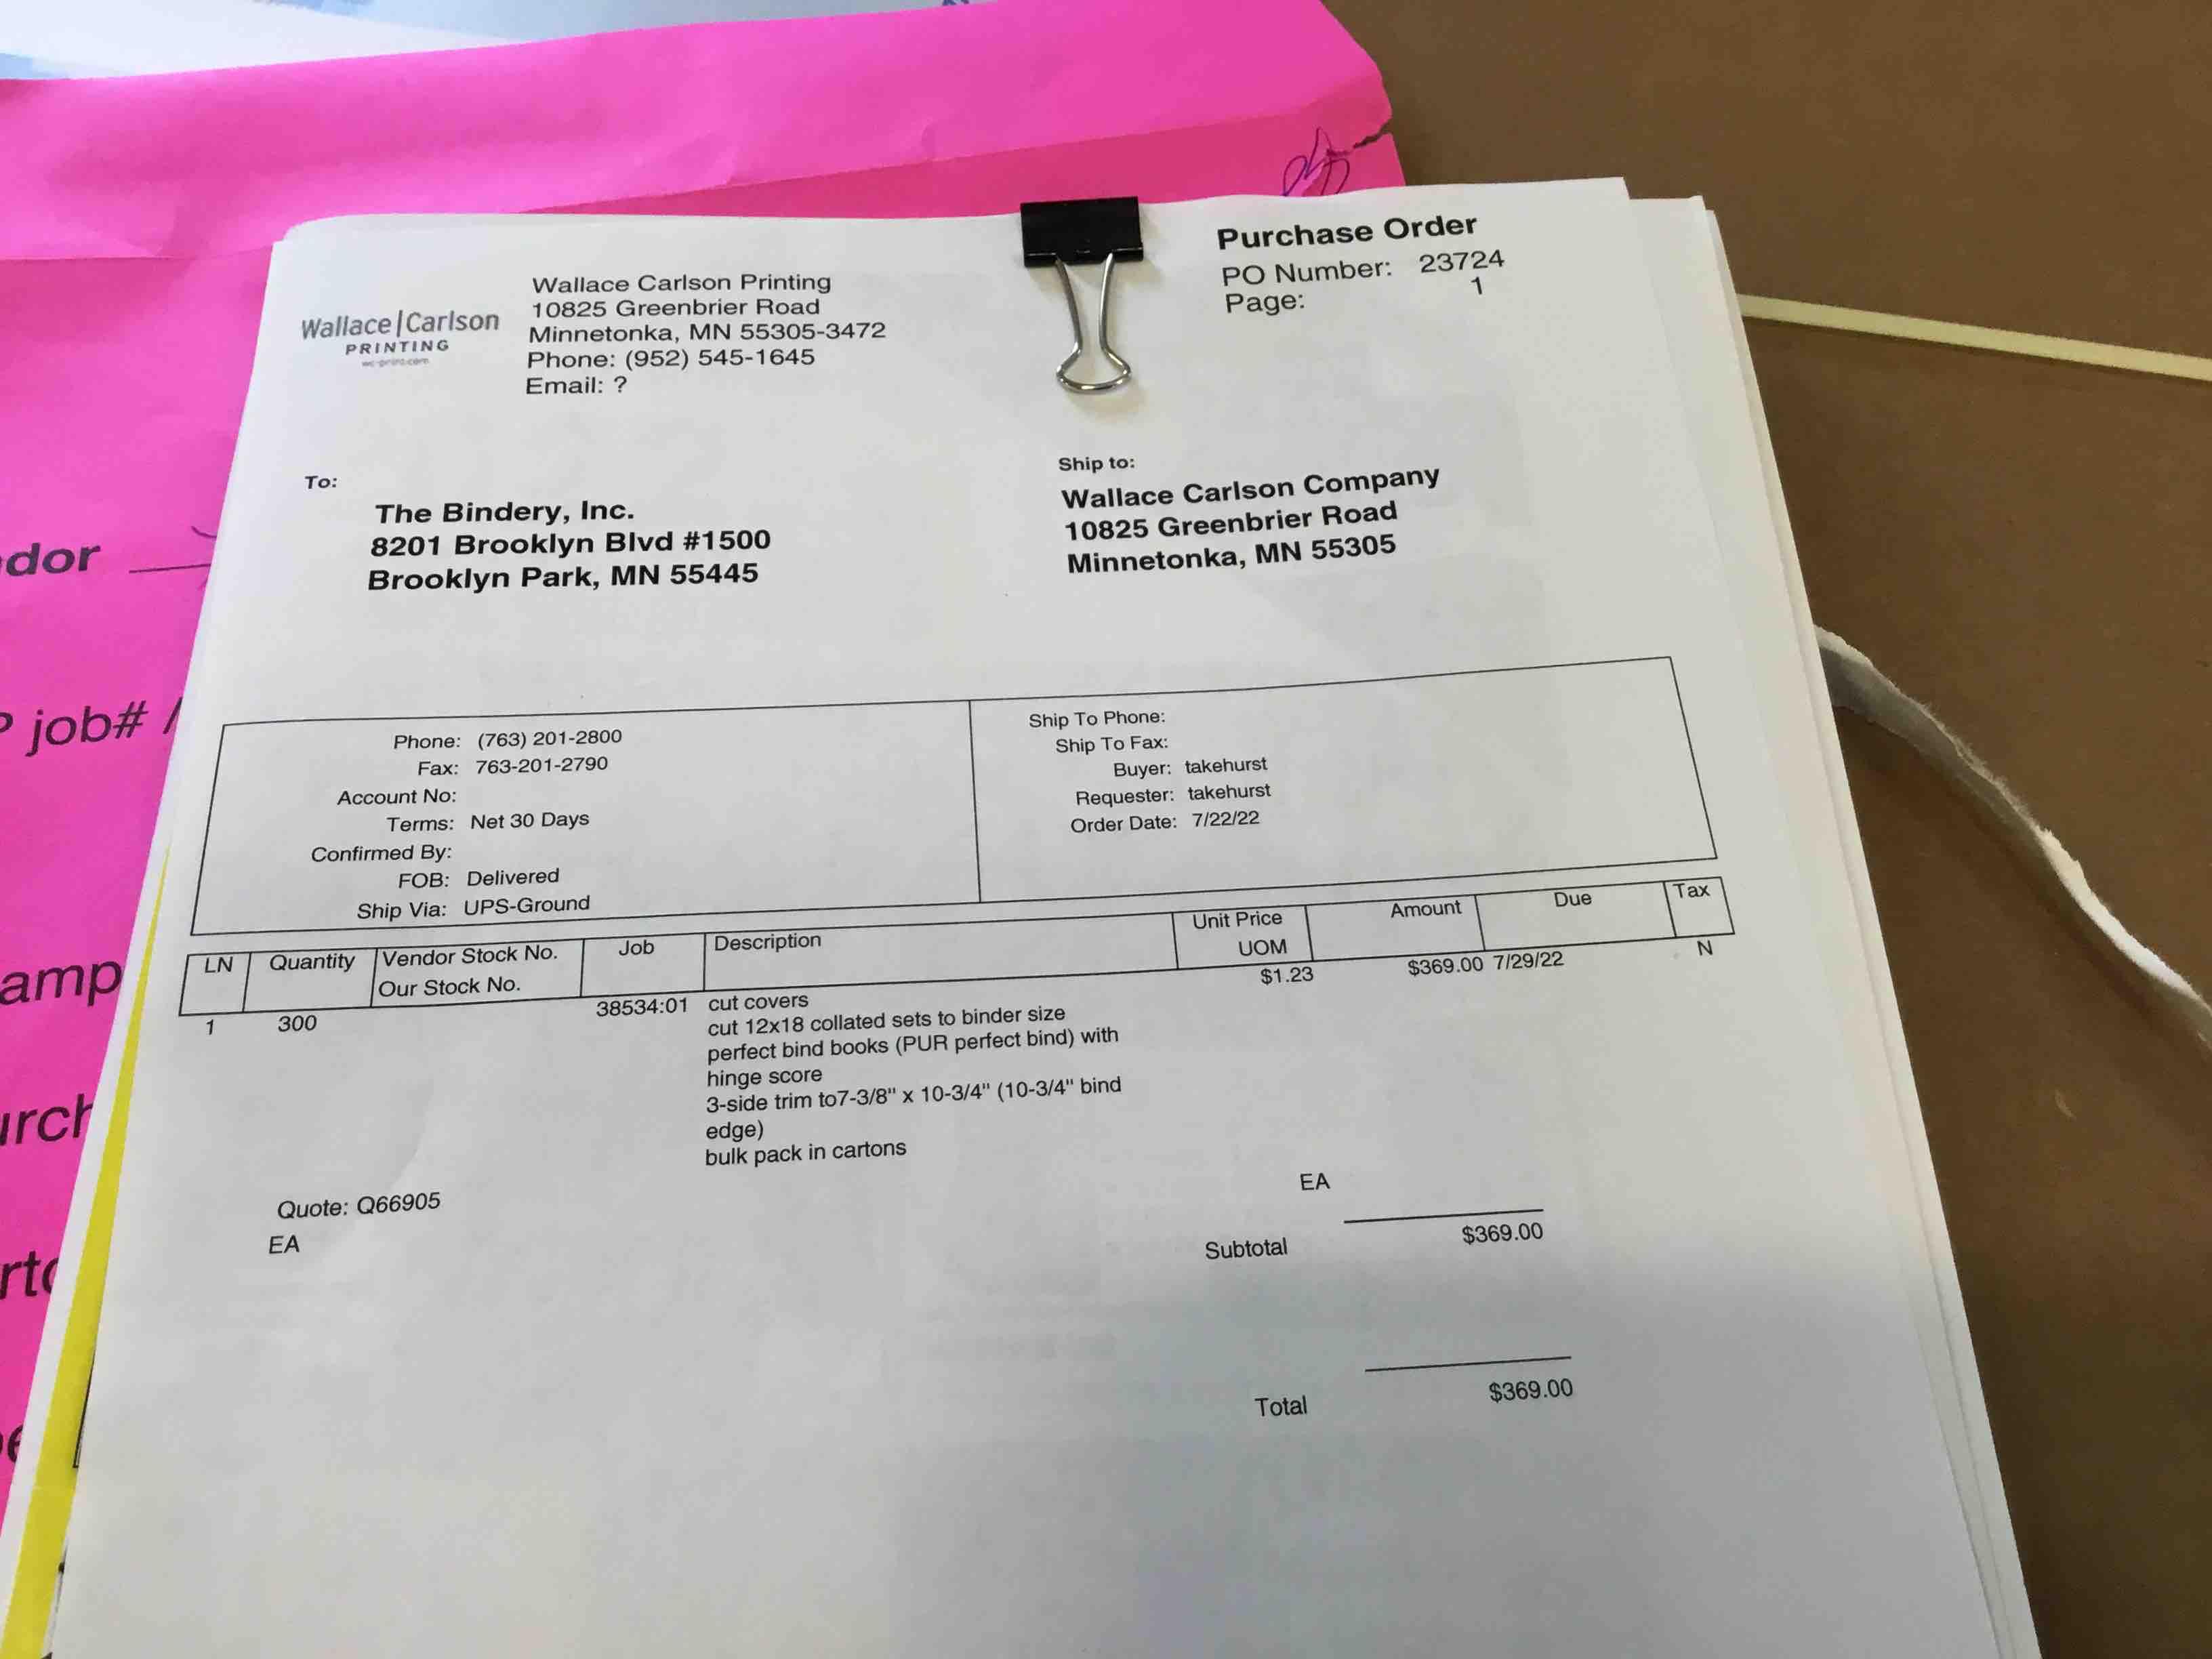 Wallace|Carlson
PRINTING
wc-print.com
Wallace Carlson Printing
10825 Greenbrier Road
Minnetonka, MN 55305-3472
Phone: (952) 545-1645
Email: ?
Purchase Order
PO Number: 23724
Page: 1
To:
The Bindery, Inc.
8201 Brooklyn Blvd #1500
Brooklyn Park, MN 55445
Ship to:
Wallace Carlson Company
10825 Greenbrier Road
Minnetonka, MN 55305
Phone: (763) 201-2800
Fax: 763-201-2790
Account No:
Terms: Net 30 Days
Confirmed By:
FOB: Delivered
Ship Via: UPS-Ground
Ship To Phone:
Ship To Fax:
Buyer: takehurst
Requester: takehurst
Order Date: 7/22/22
LN Quantity Vendor Stock No. Job Description Unit Price Amount Due Tax
Our Stock No. UOM
1 300 38534:01 cut covers $1.23 $369.00 7/29/22 N
cut 12x18 collated sets to binder size
perfect bind books (PUR perfect bind) with
hinge score
3-side trim to7-3/8" x 10-3/4" (10-3/4" bind
edge)
bulk pack in cartons
EA
Quote: Q66905
EA
Subtotal $369.00
Total $369.00
dor
job# /
amp
urch
rto